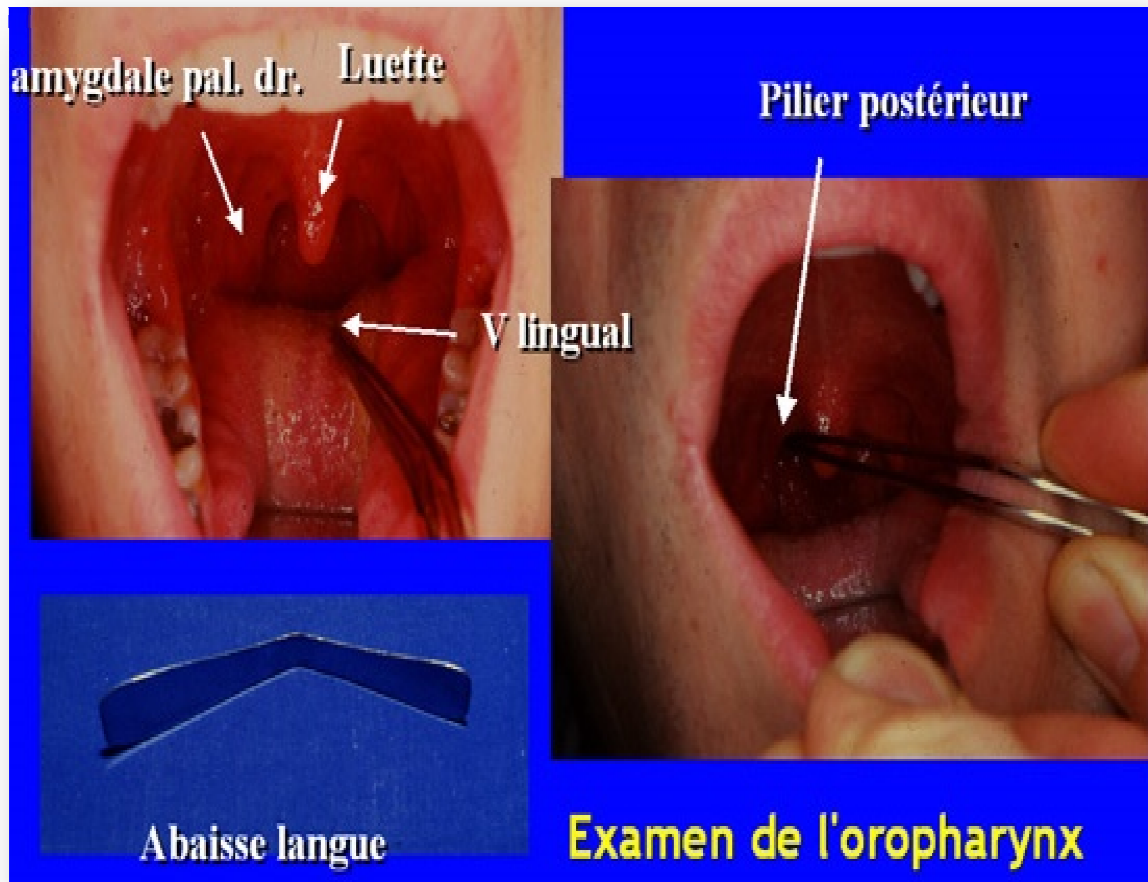 amygdale pal. dr.
Luette
Pilier postérieur
V lingual
Abaisse langue
Examen de l'oropharynx